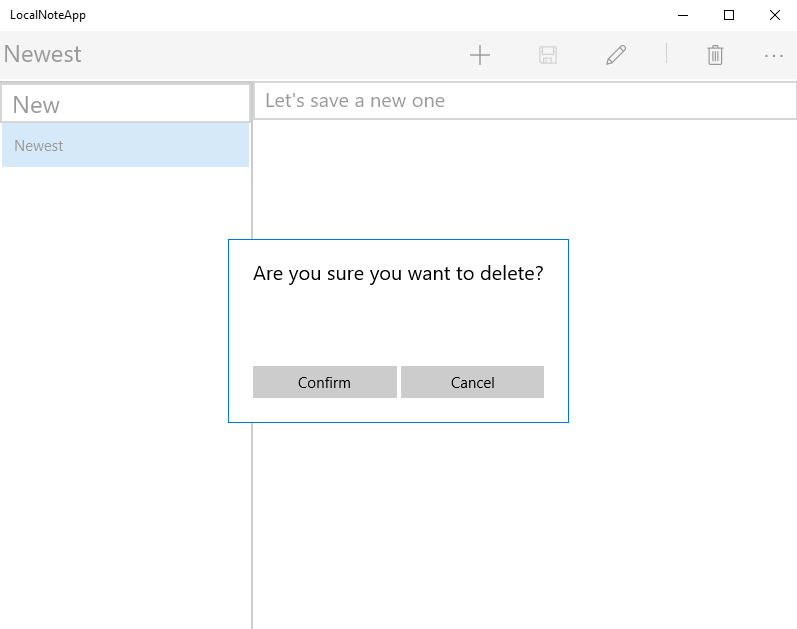 LocalNoteApp
Newest
New
Let's save a new one
Newest
Are you sure you want to delete?
Confirm
Cancel